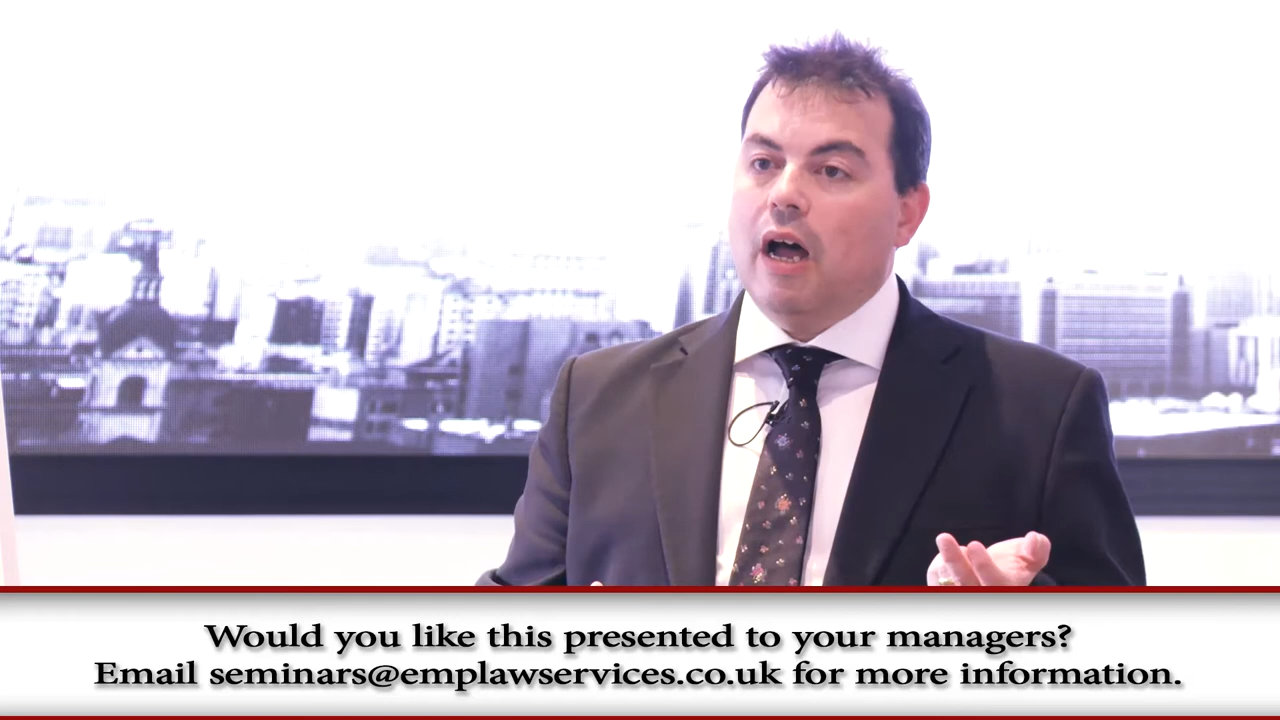 Would you like this presented to your managers?
Email seminars@emplawservices.co.uk for more information.